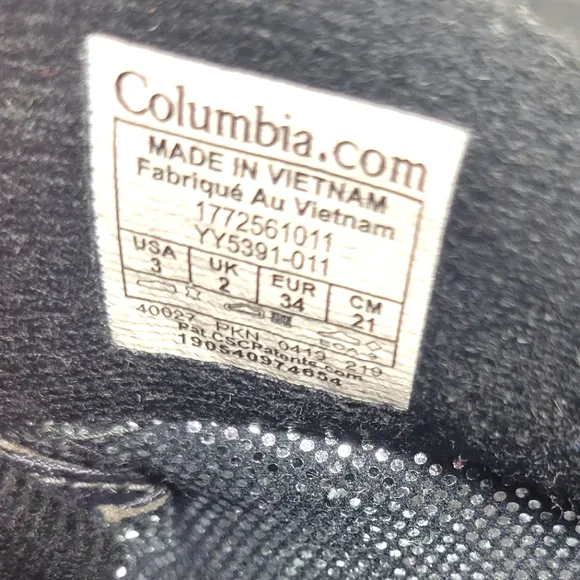 Columbia.com
MADE IN VIETNAM
Fabriqué Au Vietnam
1772561011
YY5391-011
USA UK EUR CM
3 2 34 21
40027 PKN 0419 219
Pat.CSCPatents.com
190540974654